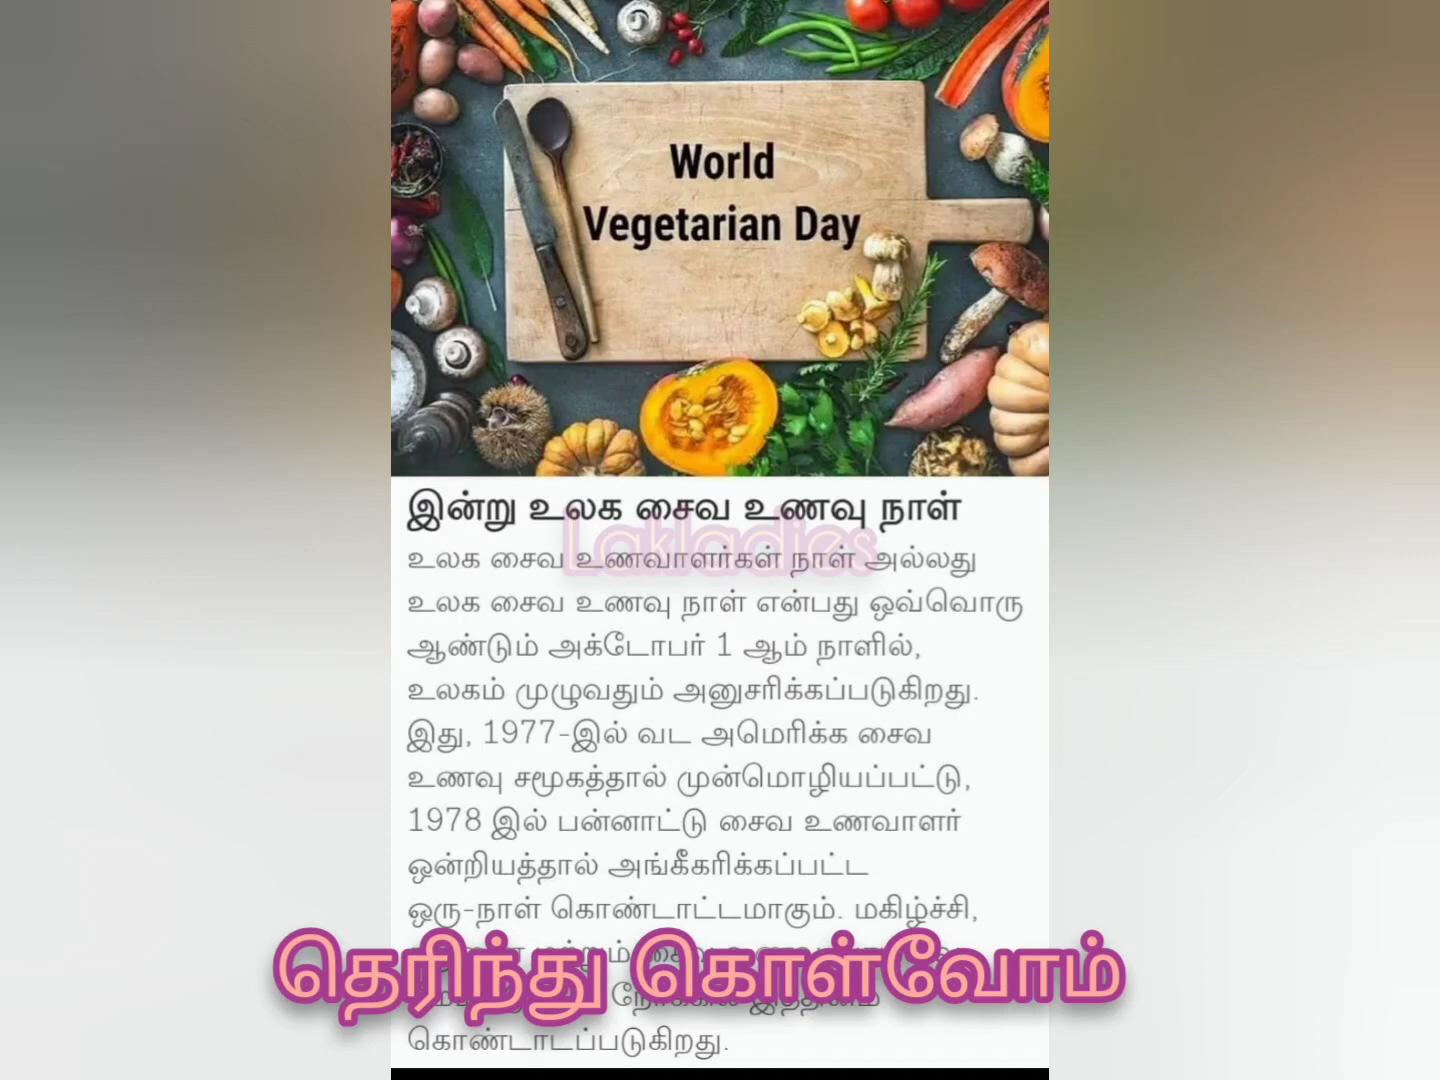 World
Vegetarian Day
இன்று உலக சைவ உணவு நாள்
Lakladies
உலக சைவ உணவாளர்கள் நாள் அல்லது
உலக சைவ உணவு நாள் என்பது ஒவ்வொரு
ஆண்டும் அக்டோபர் 1 ஆம் நாளில்,
உலகம் முழுவதும் அனுசரிக்கப்படுகிறது.
இது, 1977-இல் வட அமெரிக்க சைவ
உணவு சமூகத்தால் முன்மொழியப்பட்டு,
1978 இல் பன்னாட்டு சைவ உணவாளர்
ஒன்றியத்தால் அங்கீகரிக்கப்பட்ட
ஒரு-நாள் கொண்டாட்டமாகும். மகிழ்ச்சி,
தெரிந்து கொள்வோம்
கொண்டாடப்படுகிறது.